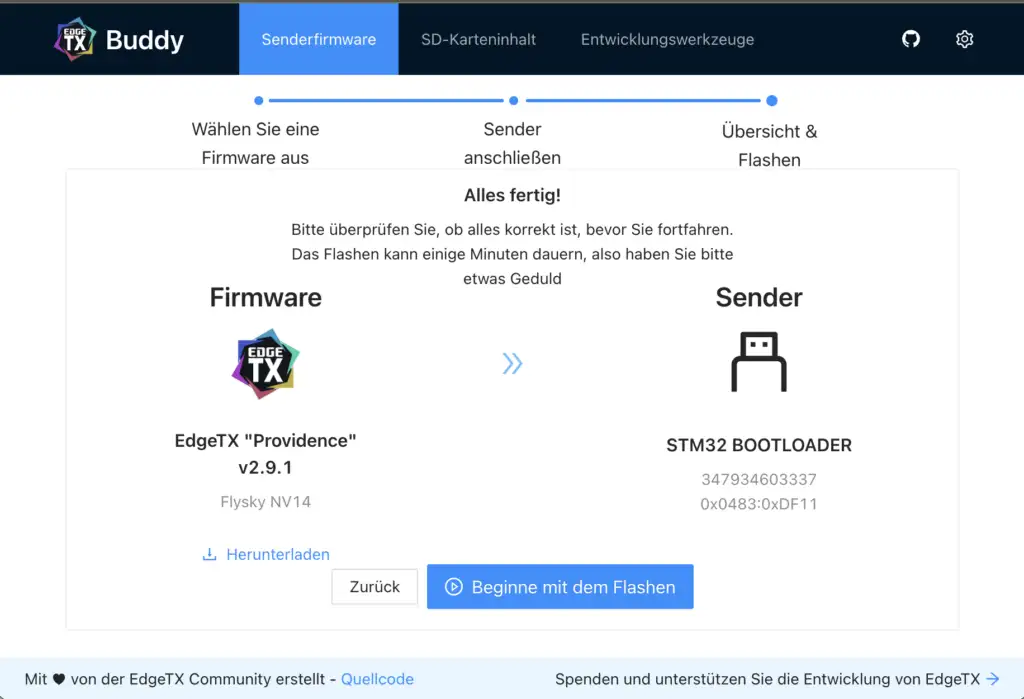 EDGE TX Buddy Senderfirmware SD-Karteninhalt Entwicklungswerkzeuge
Wählen Sie eine
Firmware aus
Sender
anschließen
Übersicht &
Flashen
Alles fertig!
Bitte überprüfen Sie, ob alles korrekt ist, bevor Sie fortfahren.
Das Flashen kann einige Minuten dauern, also haben Sie bitte
etwas Geduld
Firmware
EDGE
TX
EdgeTX "Providence"
v2.9.1
Flysky NV14
Herunterladen
Sender
STM32 BOOTLOADER
347934603337
0x0483:0xDF11
Zurück
Beginne mit dem Flashen
Mit ♥ von der EdgeTX Community erstellt - Quellcode
Spenden und unterstützen Sie die Entwicklung von EdgeTX →